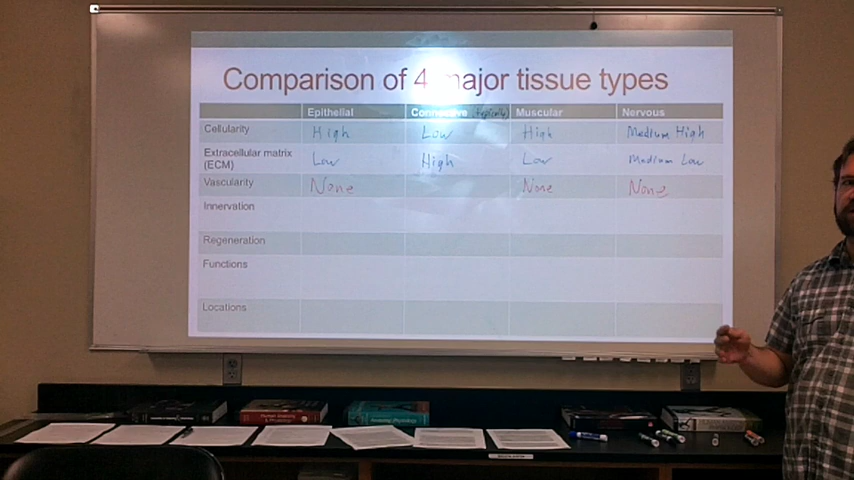 Comparison of 4 major tissue types
Epithelial Connective (typically) Muscular Nervous
Cellularity High Low High Medium High
Extracellular matrix (ECM) Low High Low Medium Low
Vascularity None None None
Innervation
Regeneration
Functions
Locations